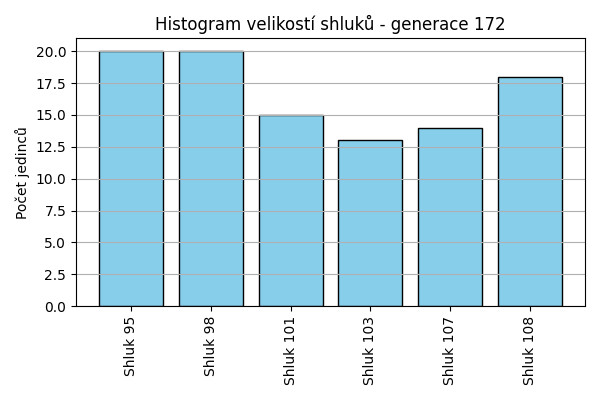 Histogram velikostí shluků - generace 172
Počet jedinců
20.0
17.5
15.0
12.5
10.0
7.5
5.0
2.5
0.0
Shluk 95
Shluk 98
Shluk 101
Shluk 103
Shluk 107
Shluk 108